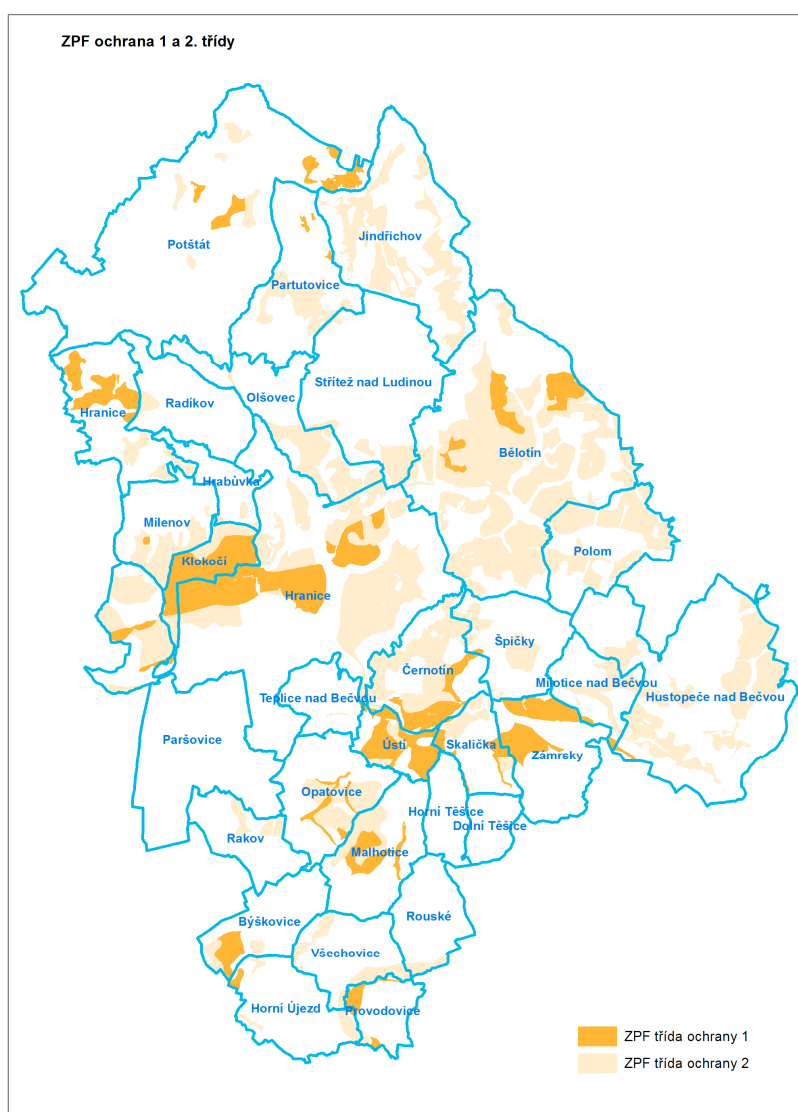 ZPF ochrana 1 a 2. třídy
Jindřichov
Potštát
Partutovice
Střítež nad Ludinou
Olšovec
Radíkov
Hranice
Bělotín
Hrabůvka
Milenov
Polom
Klokočí
Hranice
Špičky
Černotín
Milotice nad Bečvou
Teplice nad Bečvou
Hustopeče nad Bečvou
Paršovice
Ústí
Skalička
Zámrsky
Opatovice
Horní Těšice
Dolní Těšice
Rakov
Malhotice
Rouské
Býškovice
Všechovice
Horní Újezd
Provodovice
ZPF třída ochrany 1
ZPF třída ochrany 2